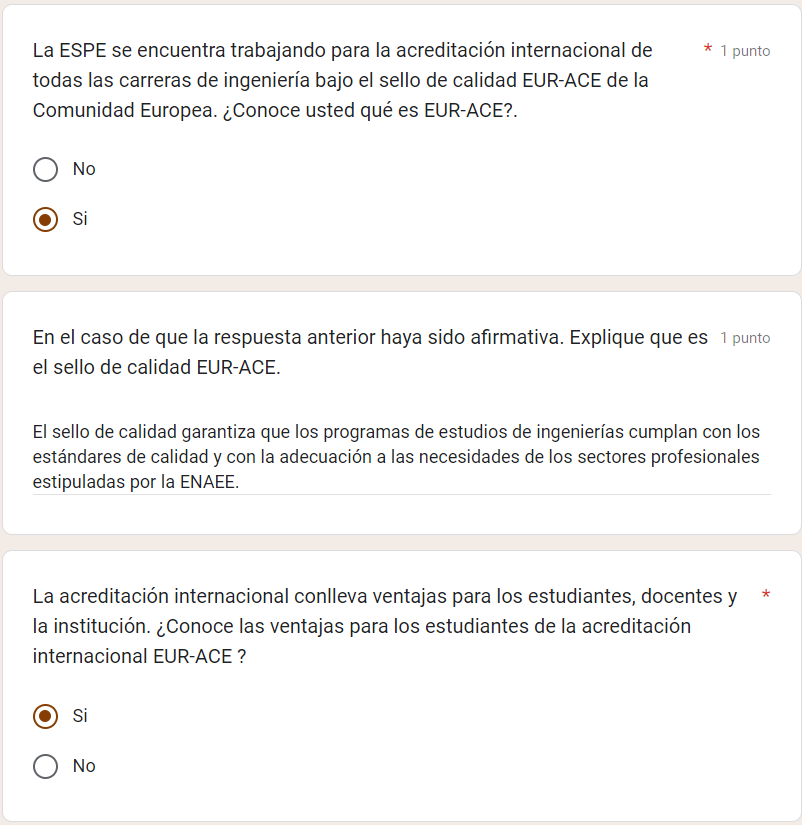 La ESPE se encuentra trabajando para la acreditación internacional de * 1 punto
todas las carreras de ingeniería bajo el sello de calidad EUR-ACE de la
Comunidad Europea. ¿Conoce usted qué es EUR-ACE?.
No
Si
En el caso de que la respuesta anterior haya sido afirmativa. Explique que es 1 punto
el sello de calidad EUR-ACE.
El sello de calidad garantiza que los programas de estudios de ingenierías cumplan con los
estándares de calidad y con la adecuación a las necesidades de los sectores profesionales
estipuladas por la ENAEE.
La acreditación internacional conlleva ventajas para los estudiantes, docentes y *
la institución. ¿Conoce las ventajas para los estudiantes de la acreditación
internacional EUR-ACE ?
Si
No